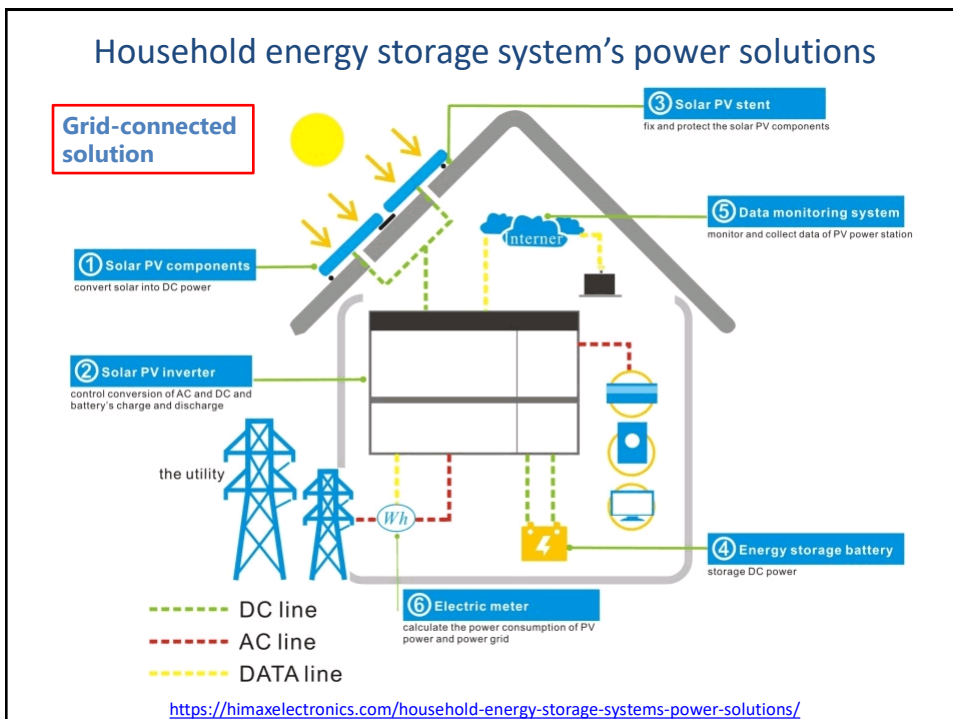 Household energy storage system's power solutions
Grid-connected
solution
③ Solar PV stent
fix and protect the solar PV components
⑤ Data monitoring system
monitor and collect data of PV power station
Interner
① Solar PV components
convert solar into DC power
② Solar PV inverter
control conversion of AC and DC and
battery's charge and discharge
the utility
Wh
④ Energy storage battery
storage DC power
⑥ Electric meter
calculate the power consumption of PV
power and power grid
DC line
AC line
DATA line
https://himaxelectronics.com/household-energy-storage-systems-power-solutions/